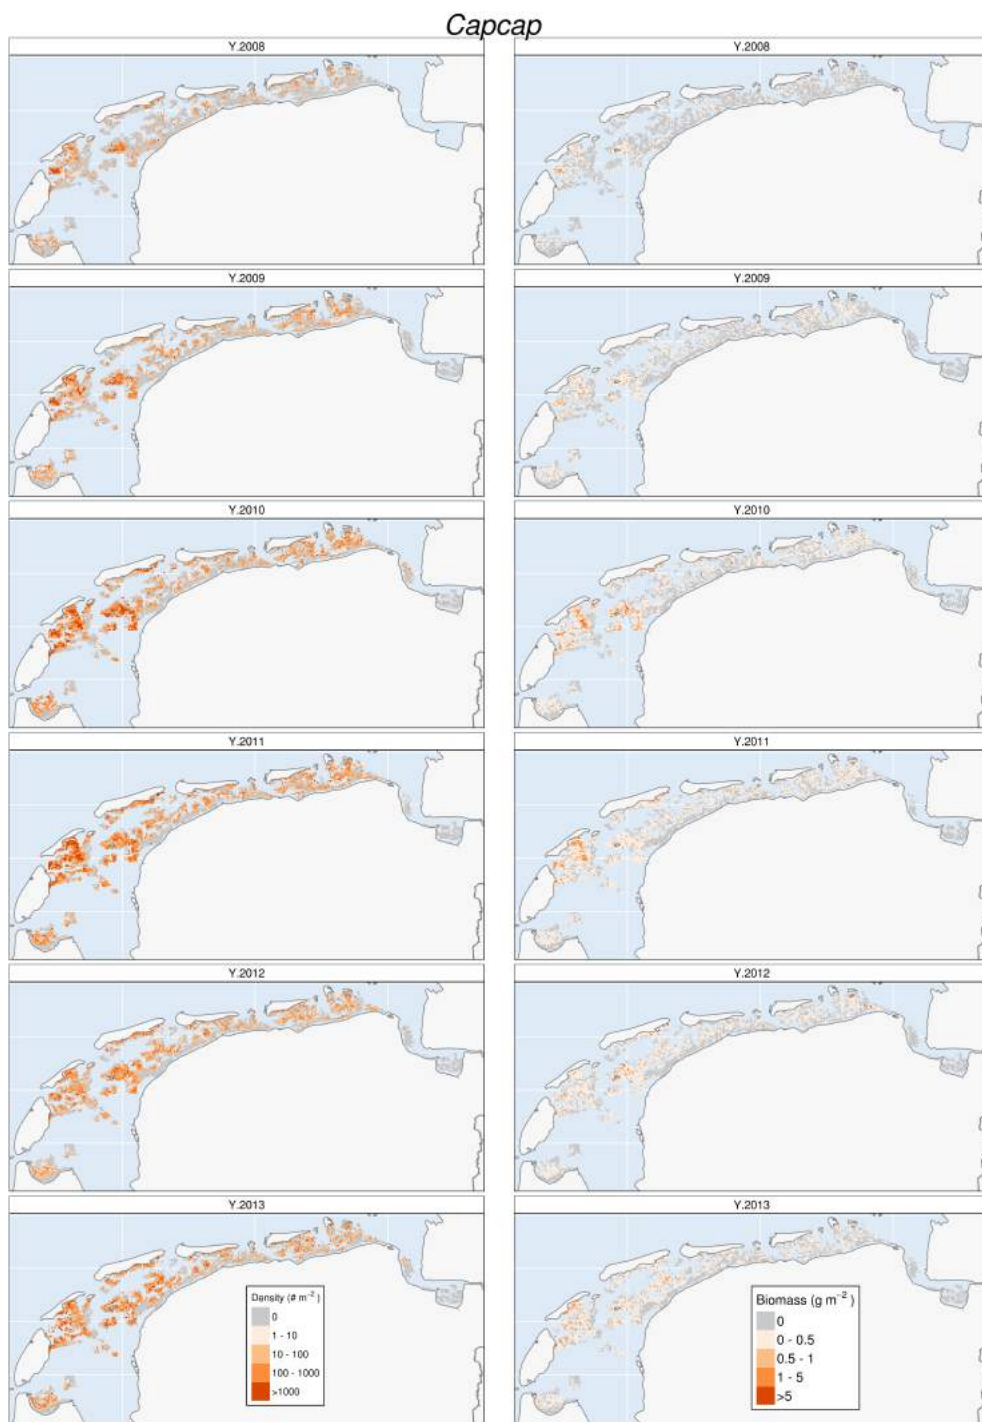 Capcap
Y.2008
Y.2008
Y.2009
Y.2009
Y.2010
Y.2010
Y.2011
Y.2011
Y.2012
Y.2012
Y.2013
Y.2013
Density (# m⁻²)
0
1 - 10
10 - 100
100 - 1000
>1000
Biomass (g m⁻²)
0
0 - 0.5
0.5 - 1
1 - 5
>5